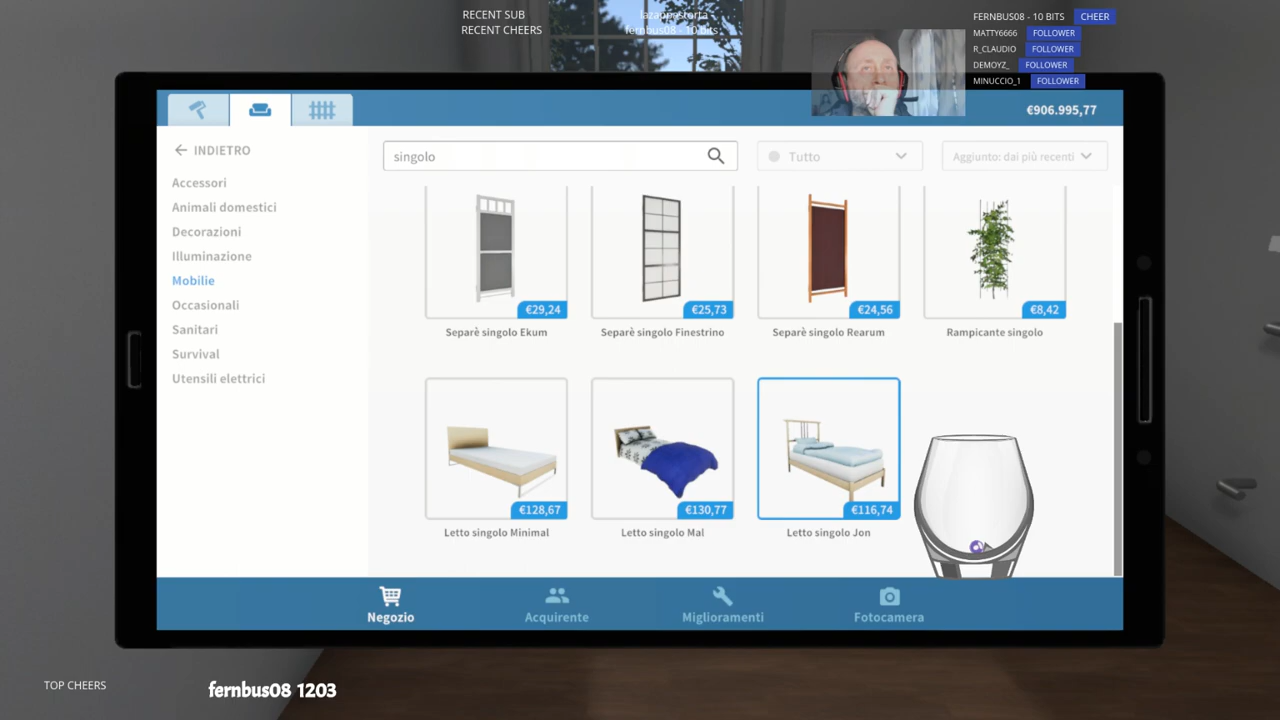 RECENT SUB
lazappastorta
RECENT CHEERS
fernbus08 - 10 bits
FERNBUS08 - 10 BITS CHEER
MATTY6666 FOLLOWER
R_CLAUDIO FOLLOWER
DEMOYZ_ FOLLOWER
MINUCCIO_1 FOLLOWER
€906.995,77
INDIETRO
Accessori
Animali domestici
Decorazioni
Illuminazione
Mobilie
Occasionali
Sanitari
Survival
Utensili elettrici
singolo
Tutto
Aggiunto: dai più recenti
€29,24
€25,73
€24,56
€8,42
Separè singolo Ekum
Separè singolo Finestrino
Separè singolo Rearum
Rampicante singolo
€128,67
€130,77
€116,74
Letto singolo Minimal
Letto singolo Mal
Letto singolo Jon
Negozio
Acquirente
Miglioramenti
Fotocamera
TOP CHEERS
fernbus08 1203